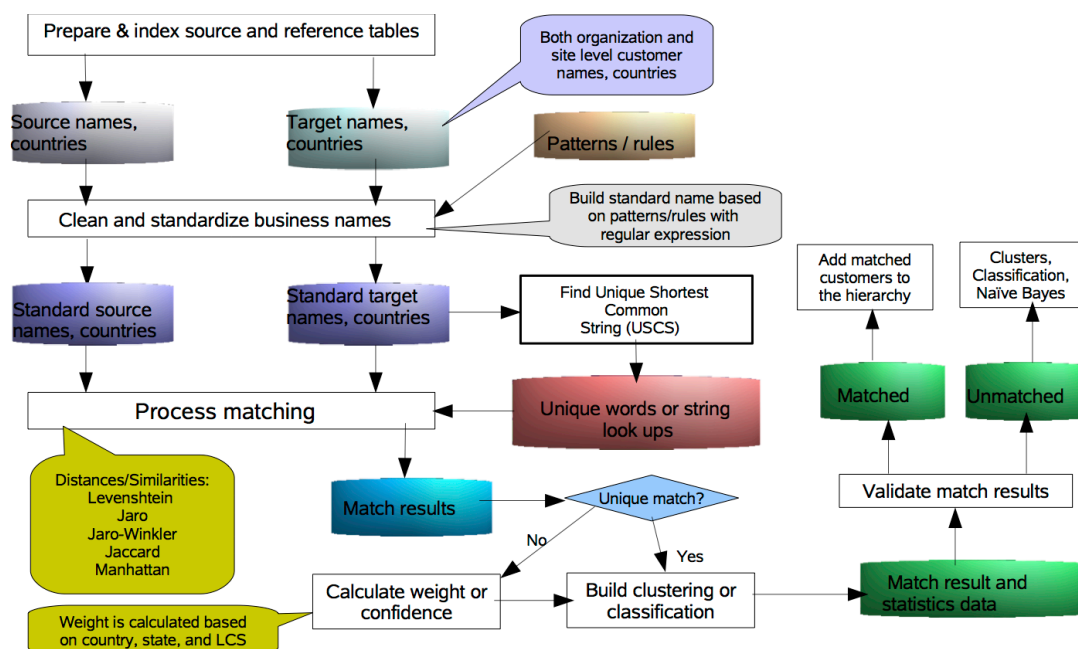 Prepare & index source and reference tables
Both organization and
site level customer
names, countries
Source names,
countries
Target names,
countries
Patterns / rules
Clean and standardize business names
Build standard name based
on patterns/rules with
regular expression
Add matched
customers to
the hierarchy
Clusters,
Classification,
Naïve Bayes
Standard source
names, countries
Standard target
names, countries
Find Unique Shortest
Common
String (USCS)
Matched
Unmatched
Process matching
Unique words or string
look ups
Distances/Similarities:
Levenshtein
Jaro
Jaro-Winkler
Jaccard
Manhattan
Match results
Unique match?
Validate match results
No
Yes
Calculate weight or
confidence
Build clustering or
classification
Match result and
statistics data
Weight is calculated based
on country, state, and LCS